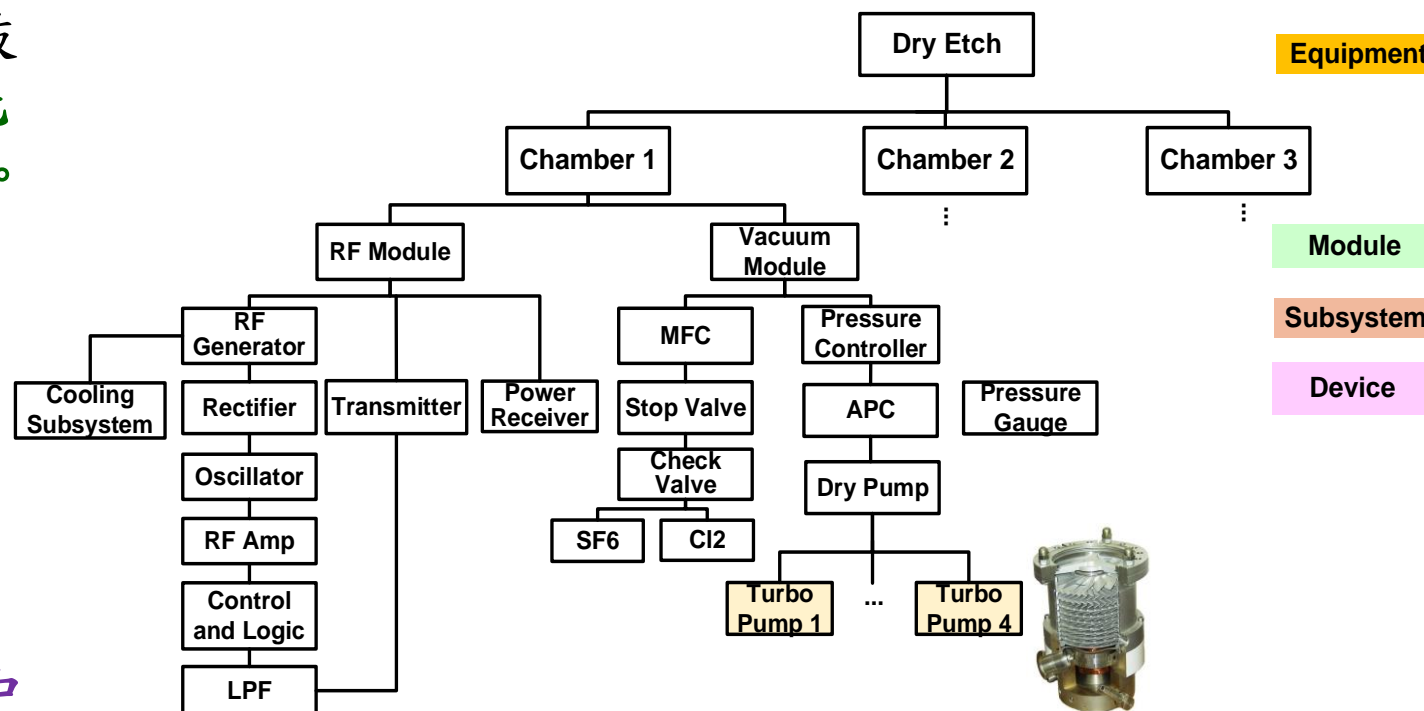 Dry Etch
Equipment
Chamber 1
Chamber 2
Chamber 3
⋮
⋮
RF Module
Vacuum
Module
Module
RF
Generator
MFC
Pressure
Controller
Subsystem
Cooling
Subsystem
Rectifier
Transmitter
Power
Receiver
Stop Valve
APC
Pressure
Gauge
Device
Oscillator
Check
Valve
Dry Pump
RF Amp
SF6
Cl2
Control
and Logic
Turbo
Pump 1
...
Turbo
Pump 4
LPF